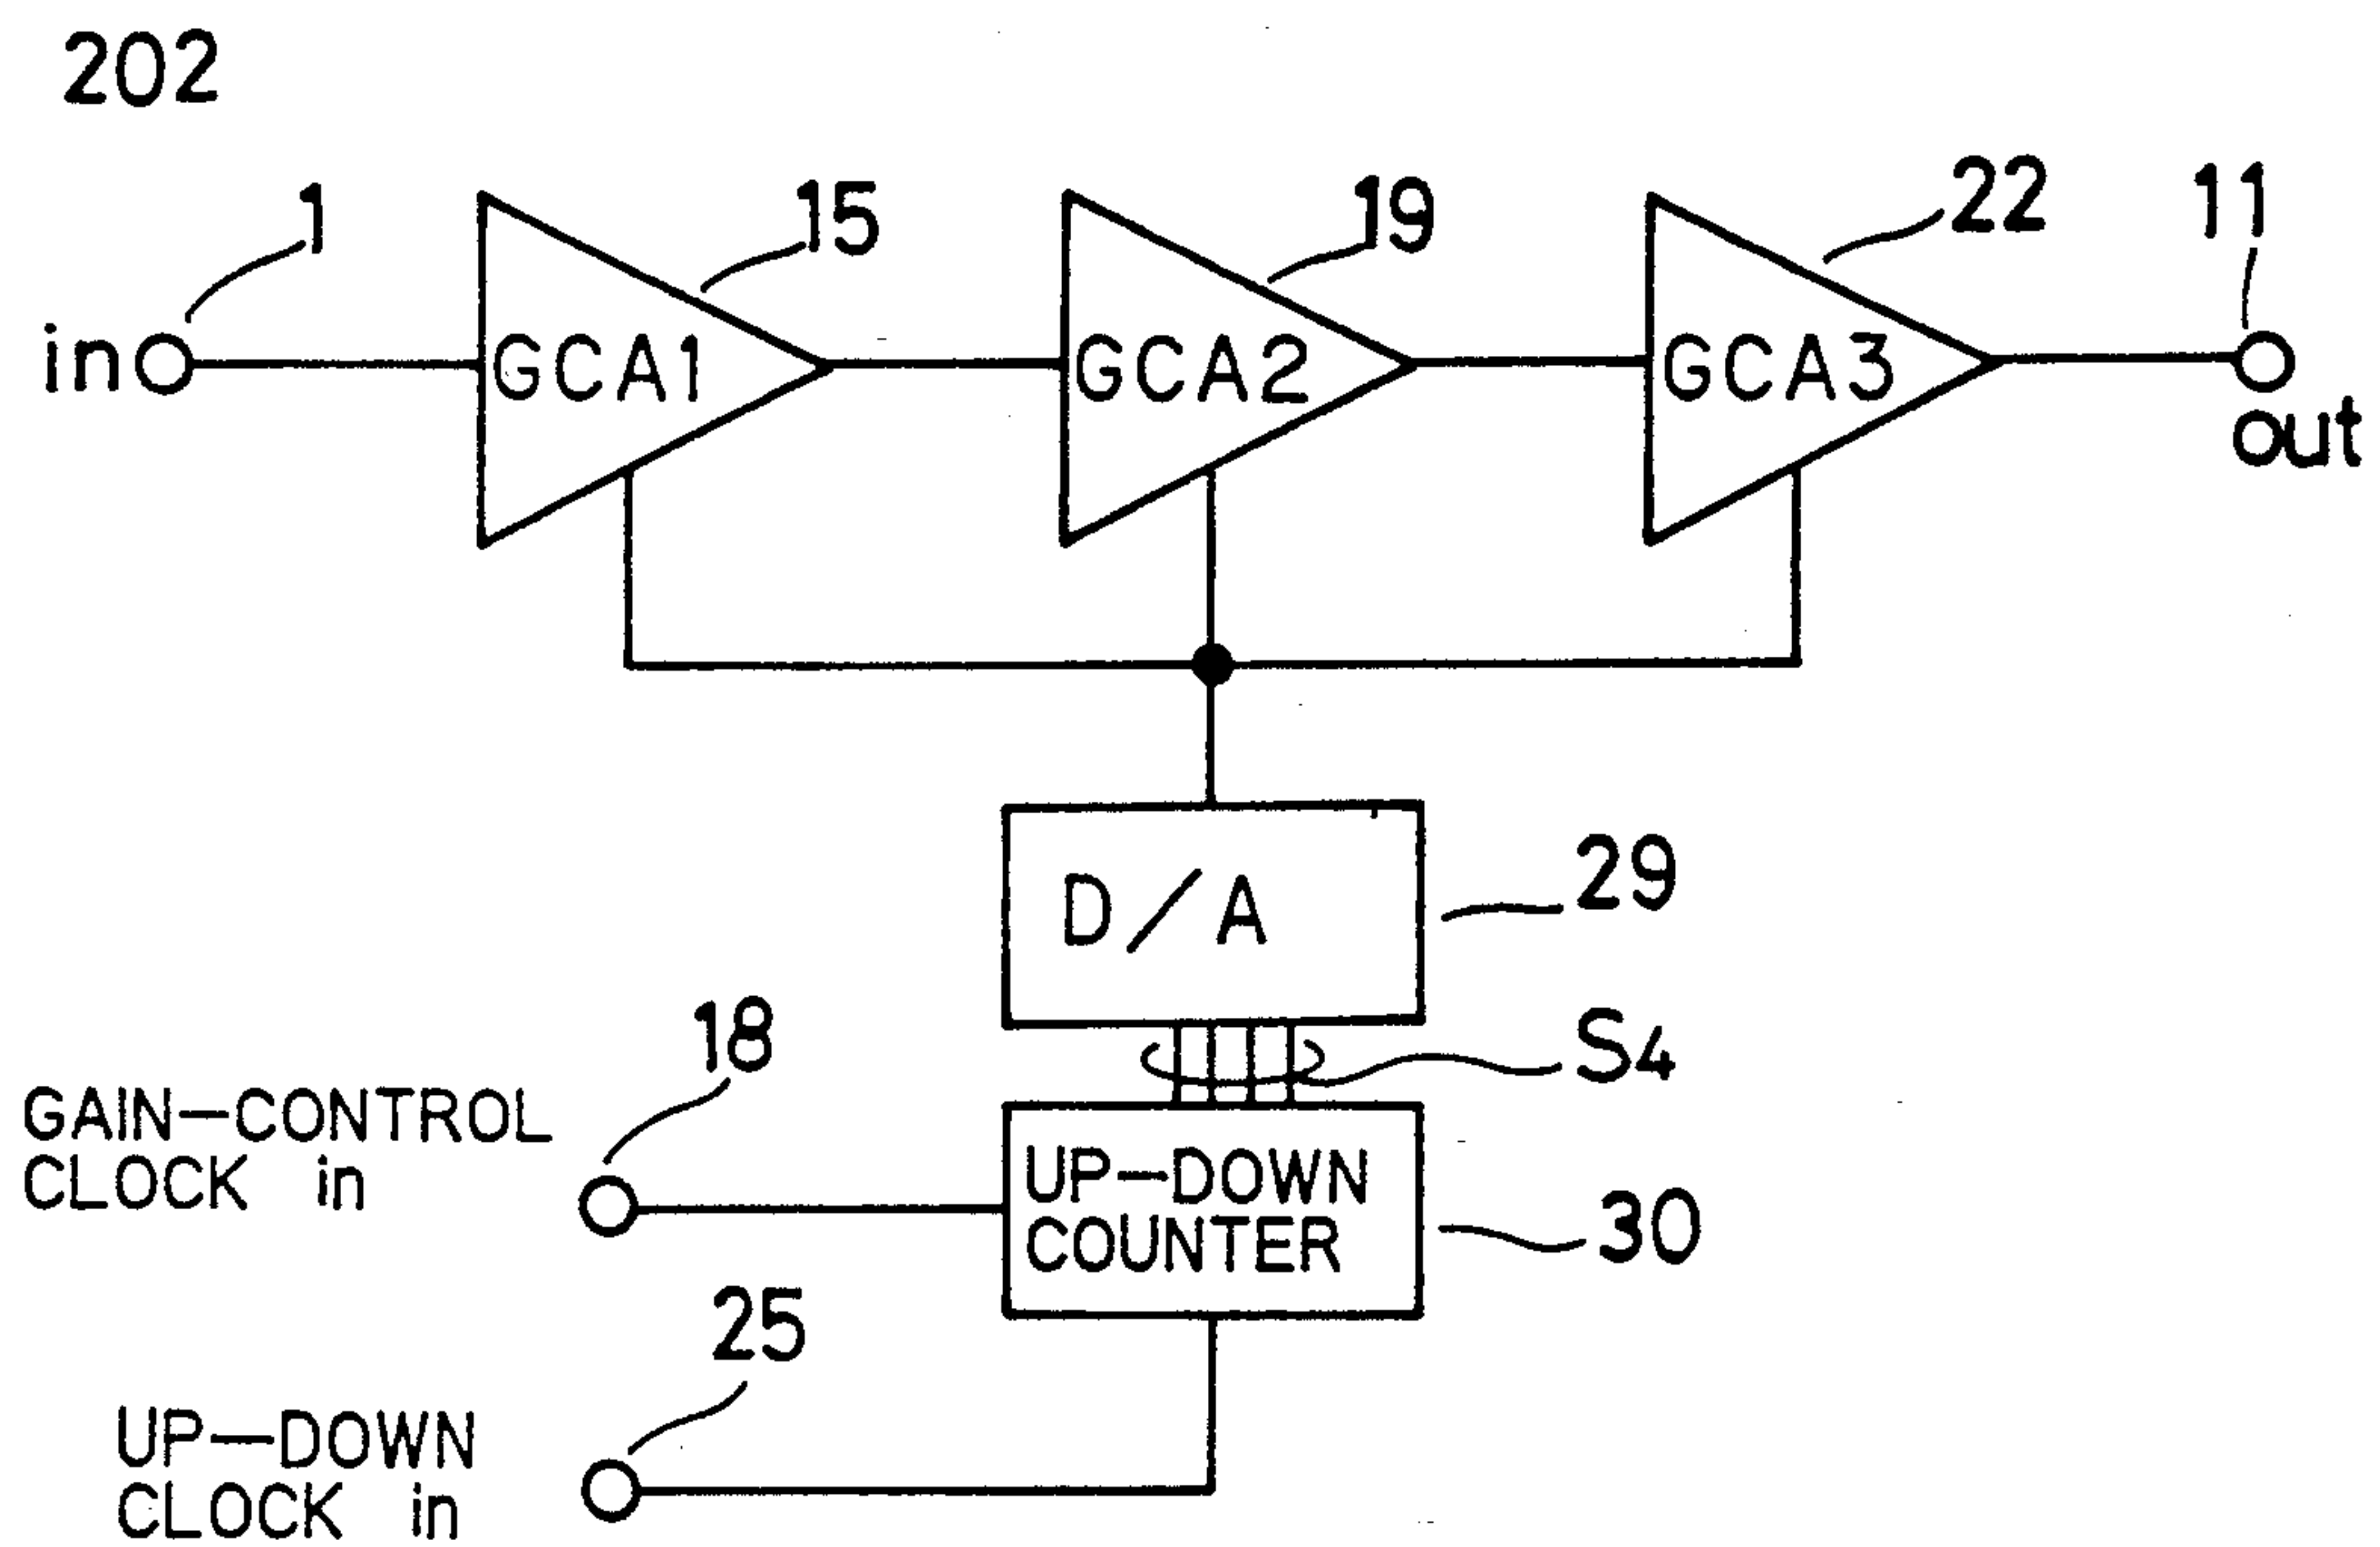 202
1
15
19
22
11
in
GCA1
GCA2
GCA3
out
D/A
29
18
S4
GAIN-CONTROL
CLOCK in
UP-DOWN
COUNTER
30
25
UP-DOWN
CLOCK in